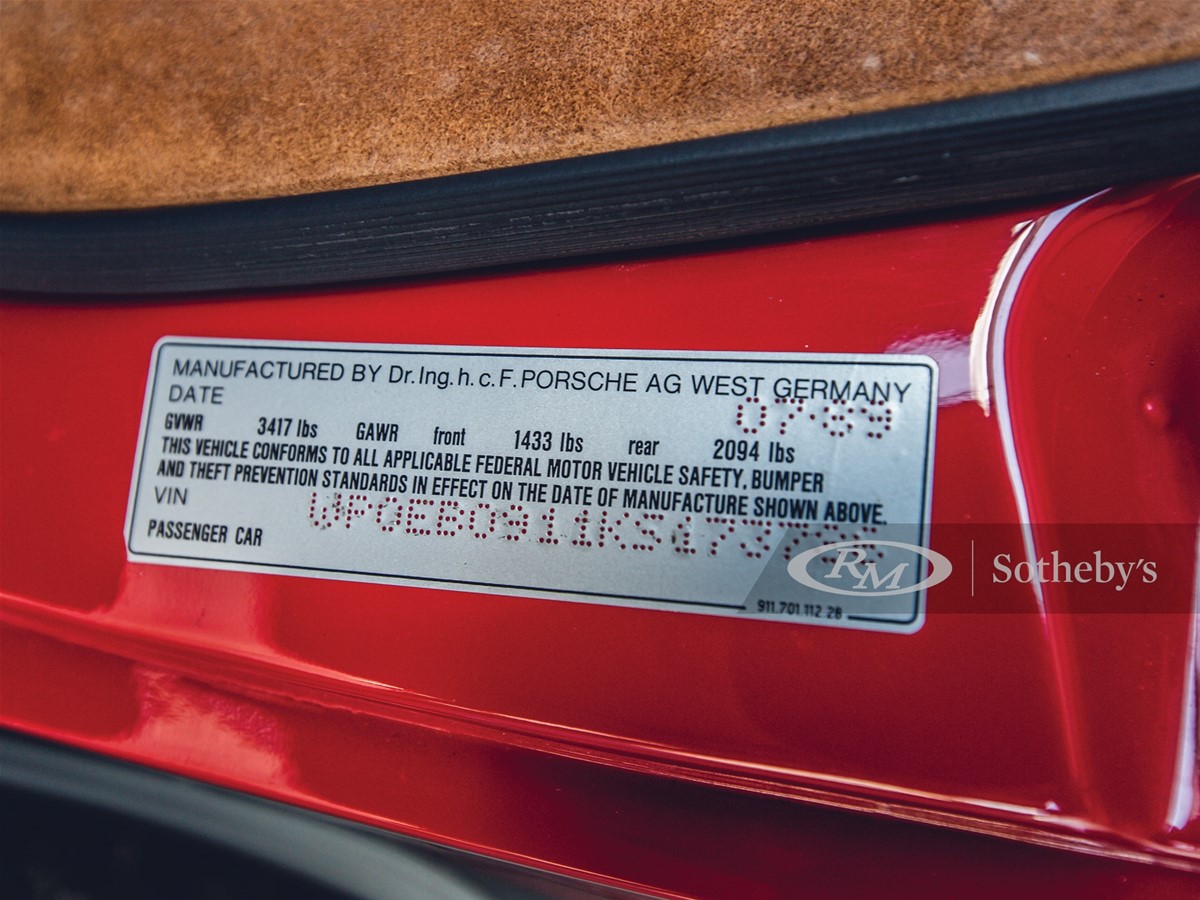 MANUFACTURED BY Dr.Ing.h.c.F.PORSCHE AG WEST GERMANY
DATE 07·89
GVWR 3417 lbs GAWR front 1433 lbs rear 2094 lbs
THIS VEHICLE CONFORMS TO ALL APPLICABLE FEDERAL MOTOR VEHICLE SAFETY, BUMPER
AND THEFT PREVENTION STANDARDS IN EFFECT ON THE DATE OF MANUFACTURE SHOWN ABOVE.
VIN
PASSENGER CAR
911.701.112.28
RM Sotheby's